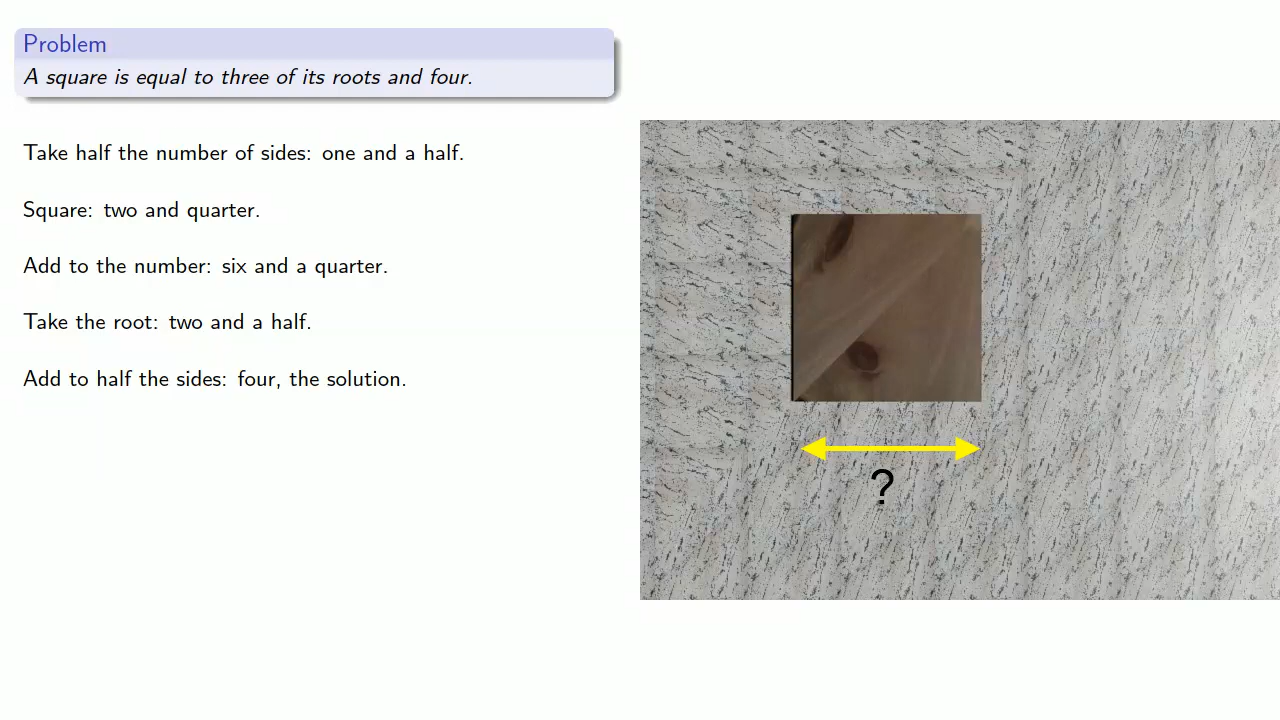 Problem
A square is equal to three of its roots and four.
Take half the number of sides: one and a half.
Square: two and quarter.
Add to the number: six and a quarter.
Take the root: two and a half.
Add to half the sides: four, the solution.
?